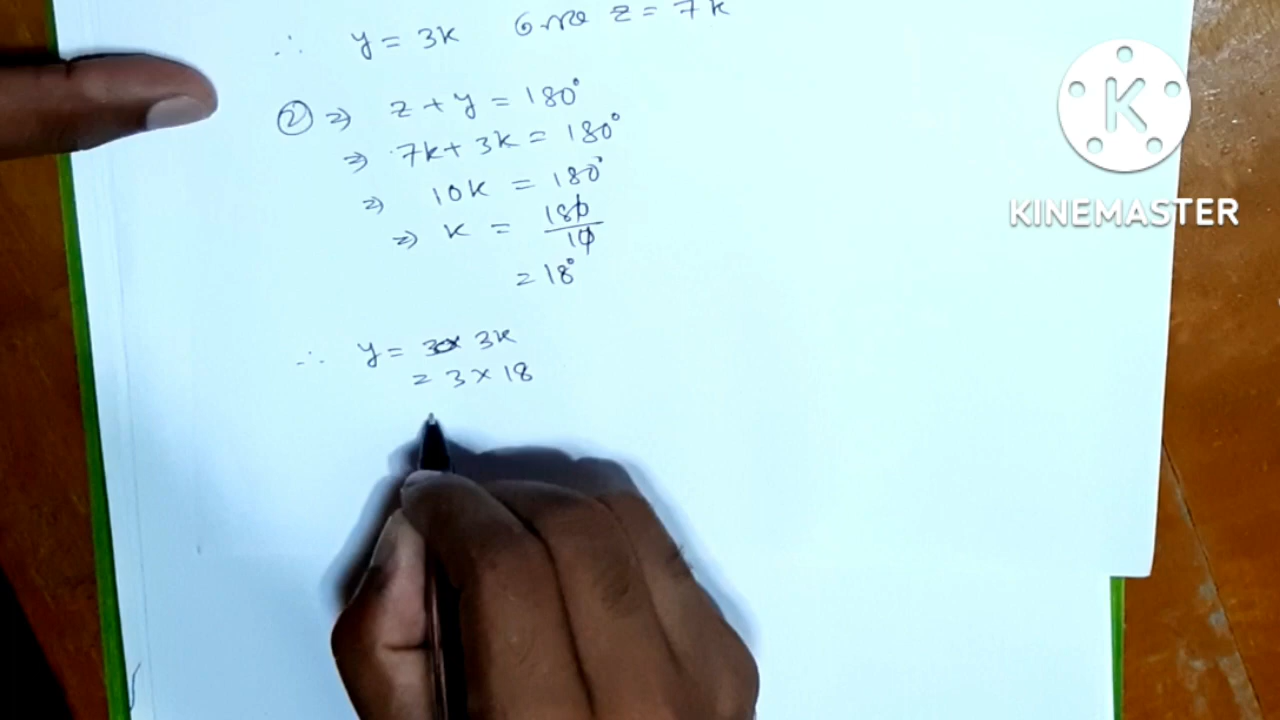 ∴ y = 3k z = 7k
② ⇒ z + y = 180°
⇒ 7k + 3k = 180°
⇒ 10k = 180°
⇒ k = 180/10
= 18°
∴ y = 3k
= 3 × 18
K
KINEMASTER